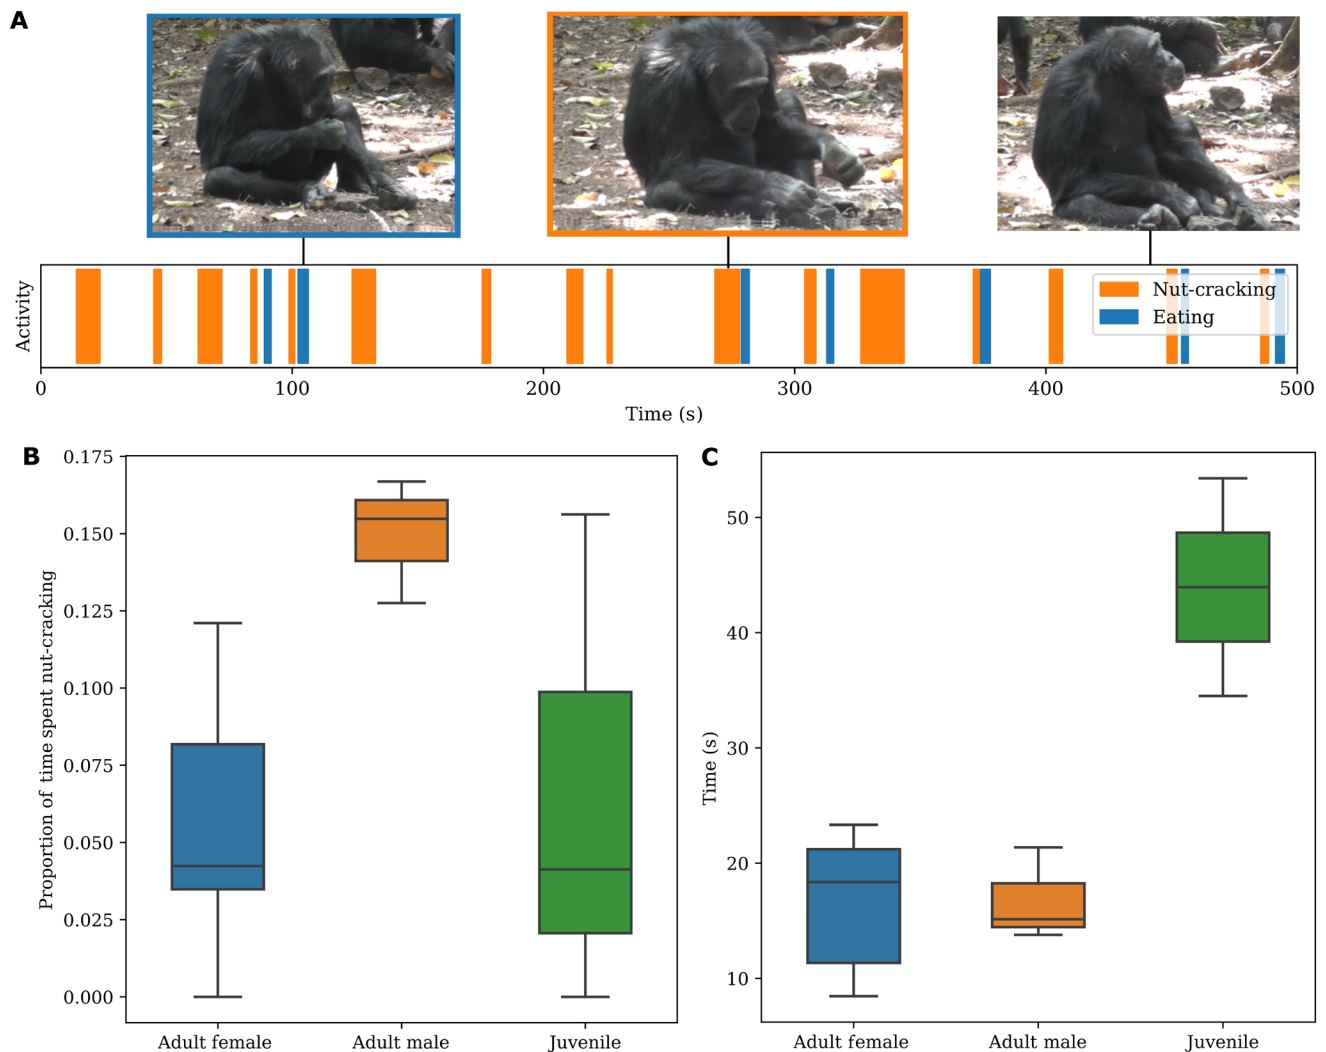 A
Activity
Nut-cracking
Eating
0 100 200 300 400 500
Time (s)
B
0.175
0.150
0.125
0.100
0.075
0.050
0.025
0.000
Proportion of time spent nut-cracking
Adult female Adult male Juvenile
C
50
40
30
20
10
Time (s)
Adult female Adult male Juvenile